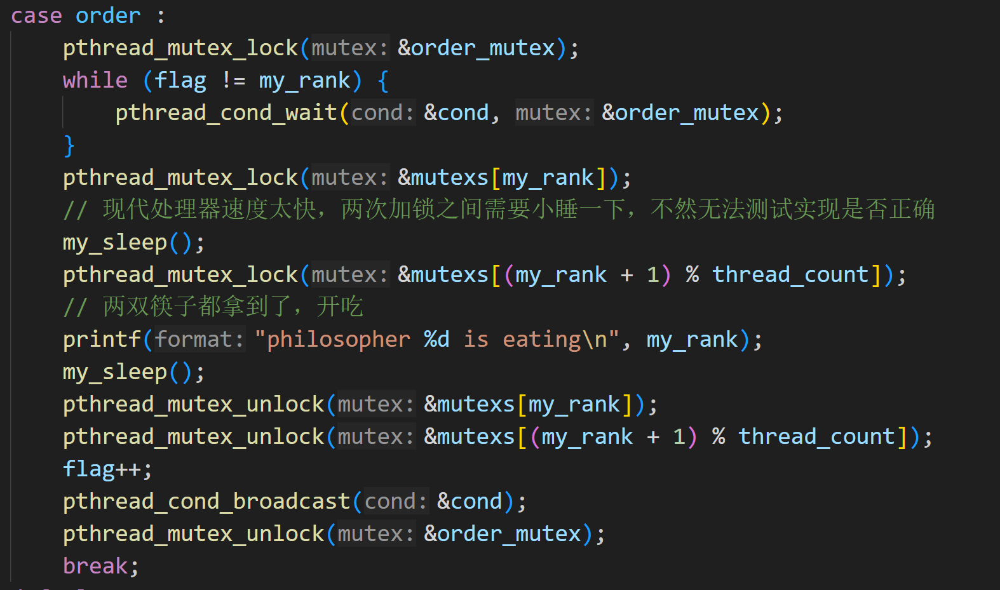 case order :
pthread_mutex_lock(mutex: &order_mutex);
while (flag != my_rank) {
pthread_cond_wait(cond: &cond, mutex: &order_mutex);
}
pthread_mutex_lock(mutex: &mutexs[my_rank]);
// 现代处理器速度太快，两次加锁之间需要小睡一下，不然无法测试实现是否正确
my_sleep();
pthread_mutex_lock(mutex: &mutexs[(my_rank + 1) % thread_count]);
// 两双筷子都拿到了，开吃
printf(format: "philosopher %d is eating\n", my_rank);
my_sleep();
pthread_mutex_unlock(mutex: &mutexs[my_rank]);
pthread_mutex_unlock(mutex: &mutexs[(my_rank + 1) % thread_count]);
flag++;
pthread_cond_broadcast(cond: &cond);
pthread_mutex_unlock(mutex: &order_mutex);
break;